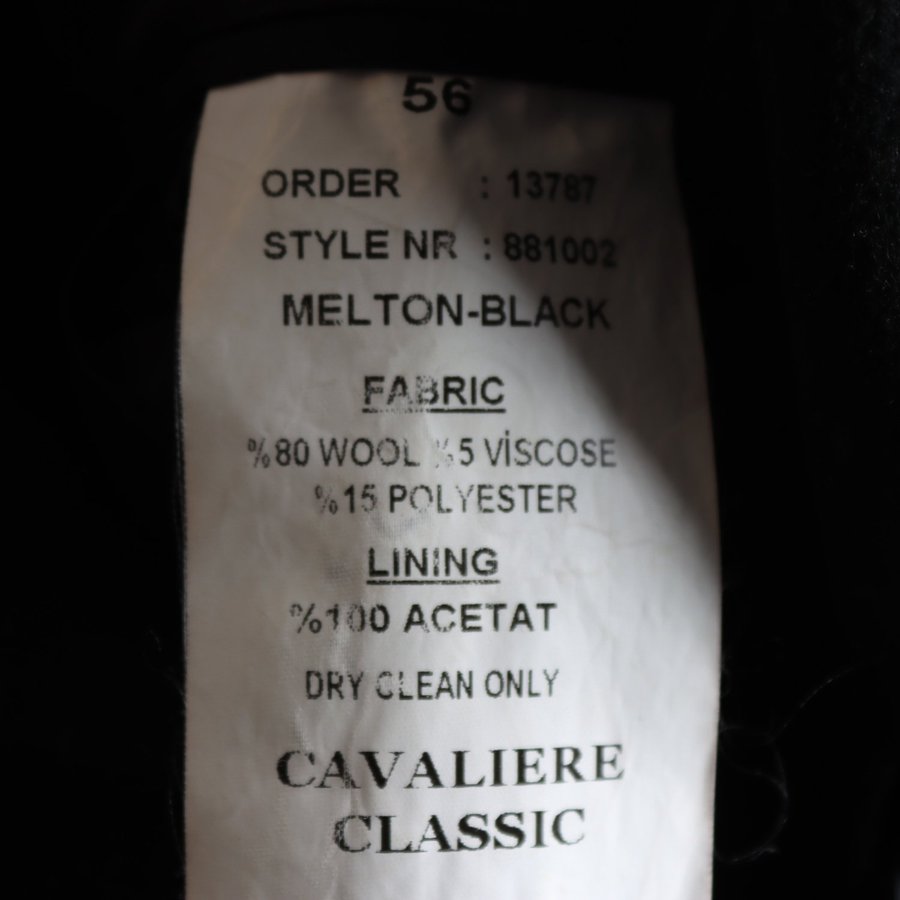 56
ORDER : 13787
STYLE NR : 881002
MELTON-BLACK
FABRIC
%80 WOOL %5 VİSCOSE
%15 POLYESTER
LINING
%100 ACETAT
DRY CLEAN ONLY
CAVALIERE
CLASSIC